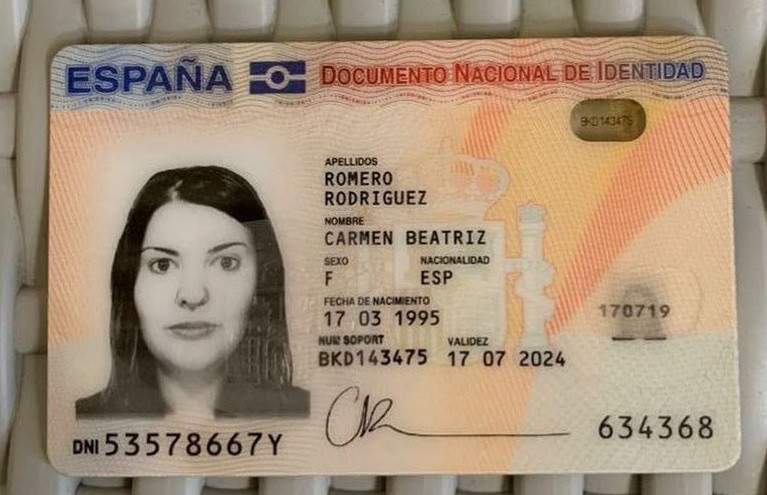 ESPAÑA DOCUMENTO NACIONAL DE IDENTIDAD
BKD143475
APELLIDOS
ROMERO
RODRIGUEZ
NOMBRE
CARMEN BEATRIZ
SEXO NACIONALIDAD
F ESP
FECHA DE NACIMIENTO
17 03 1995
170719
NUM SOPORT VALIDEZ
BKD143475 17 07 2024
634368
DNI 53578667Y